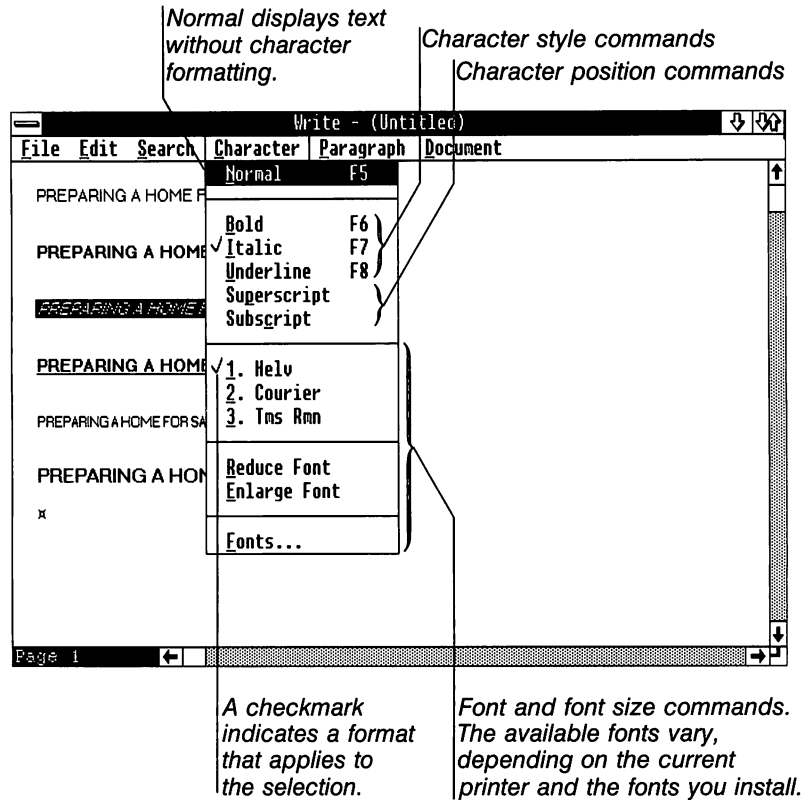 Normal displays text
without character
formatting.
Character style commands
Character position commands
Write - (Untitled)
File Edit Search Character Paragraph Document
Normal F5
PREPARING A HOME F
Bold F6
PREPARING A HOME
✓ Italic F7
Underline F8
Superscript
PREPARING A HOME
Subscript
PREPARING A HOME
✓ 1. Helv
2. Courier
3. Tms Rmn
PREPARING A HOME FOR SA
Reduce Font
PREPARING A HOM
Enlarge Font
¤
Fonts...
Page 1
A checkmark
indicates a format
that applies to
the selection.
Font and font size commands.
The available fonts vary,
depending on the current
printer and the fonts you install.